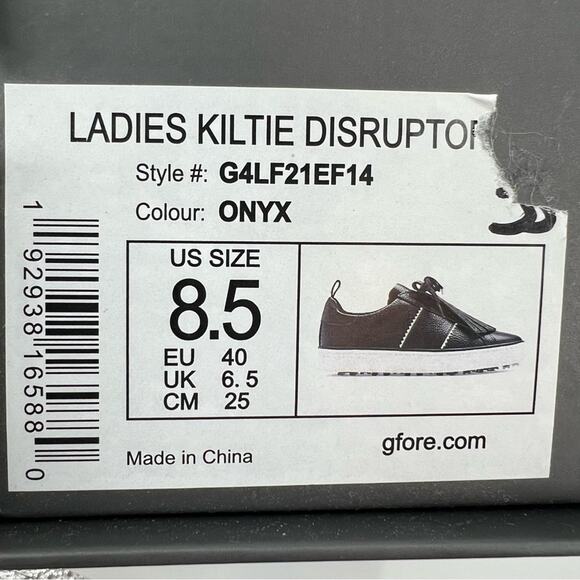 LADIES KILTIE DISRUPTOR
Style #: G4LF21EF14
Colour: ONYX
US SIZE
8.5
EU 40
UK 6.5
CM 25
Made in China
gfore.com
1 92938 16588 0